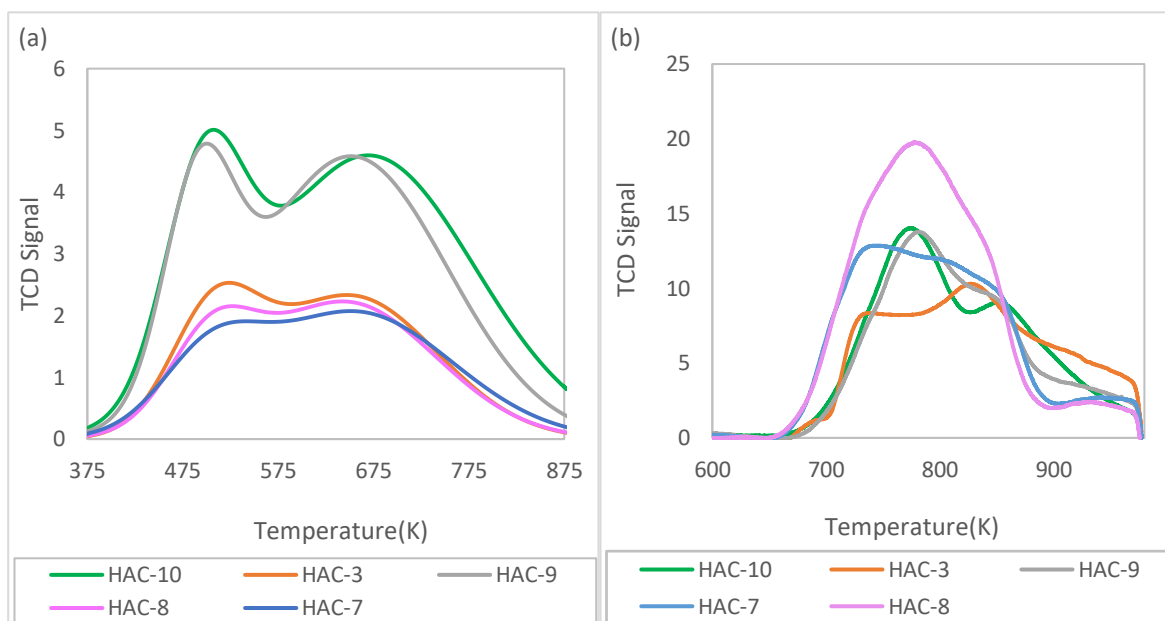 (a)
6
5
4
3
2
1
0
TCD Signal
375 475 575 675 775 875
Temperature(K)
HAC-10 HAC-3 HAC-9
HAC-8 HAC-7
(b)
25
20
15
10
5
0
TCD Signal
600 700 800 900
Temperature(K)
HAC-10 HAC-3 HAC-9
HAC-7 HAC-8